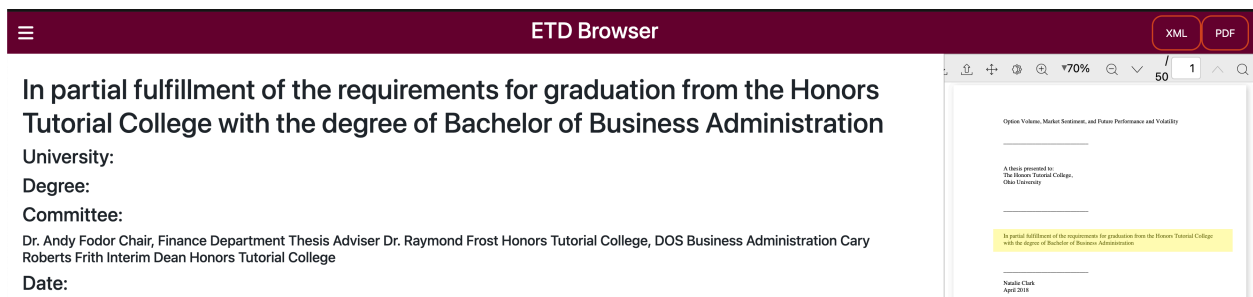 ETD Browser
XML
PDF
In partial fulfillment of the requirements for graduation from the Honors
Tutorial College with the degree of Bachelor of Business Administration
University:
Degree:
Committee:
Dr. Andy Fodor Chair, Finance Department Thesis Adviser Dr. Raymond Frost Honors Tutorial College, DOS Business Administration Cary
Roberts Frith Interim Dean Honors Tutorial College
Date:
70%
/
50
1
Option Volume, Market Sentiment, and Future Performance and Volatility
A thesis presented to:
The Honors Tutorial College,
Ohio University
In partial fulfillment of the requirements for graduation from the Honors Tutorial College
with the degree of Bachelor of Business Administration
Natalie Clark
April 2018